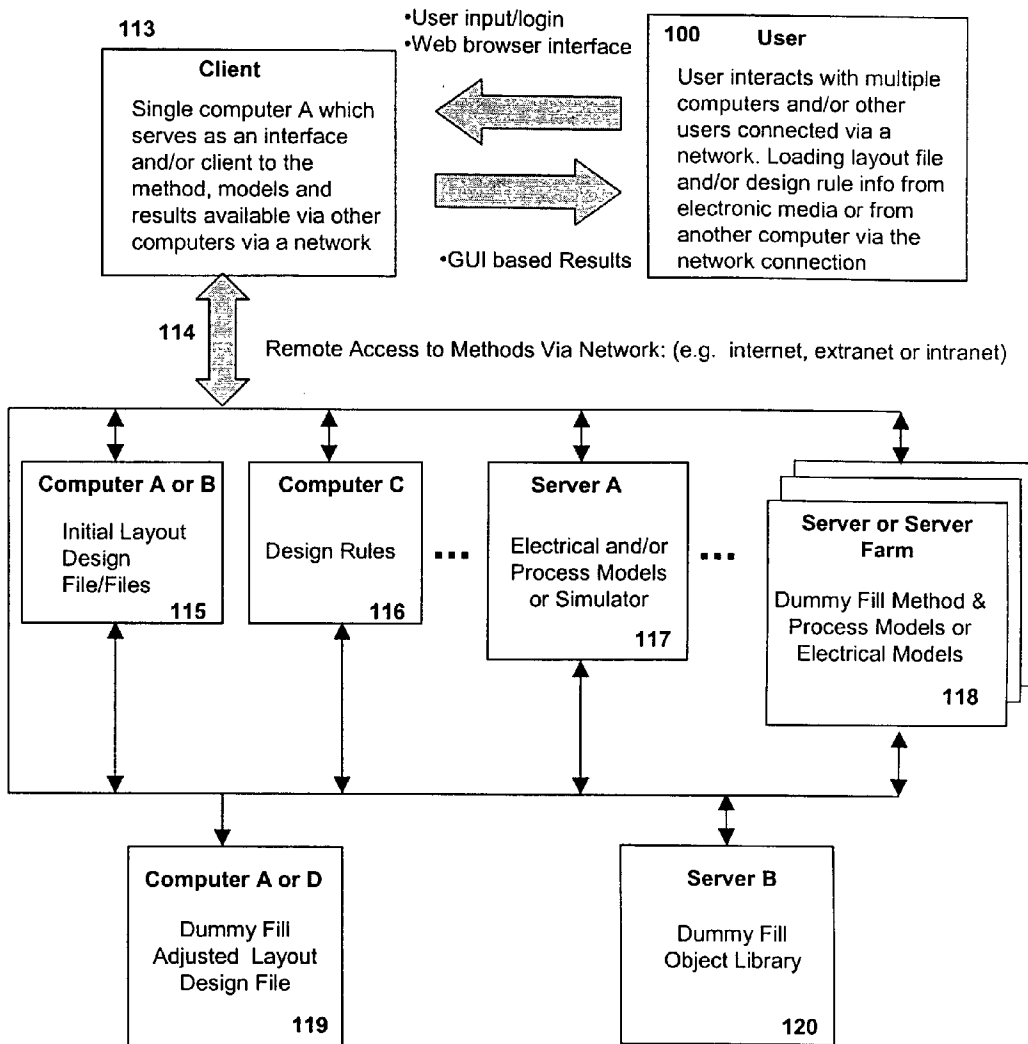 113
•User input/login
•Web browser interface
100 User
Client
Single computer A which
serves as an interface
and/or client to the
method, models and
results available via other
computers via a network
User interacts with multiple
computers and/or other
users connected via a
network. Loading layout file
and/or design rule info from
electronic media or from
another computer via the
network connection
•GUI based Results
114
Remote Access to Methods Via Network: (e.g. internet, extranet or intranet)
Computer A or B
Initial Layout
Design
File/Files
115
Computer C
Design Rules
116
...
Server A
Electrical and/or
Process Models
or Simulator
117
...
Server or Server
Farm
Dummy Fill Method &
Process Models or
Electrical Models
118
Computer A or D
Dummy Fill
Adjusted Layout
Design File
119
Server B
Dummy Fill
Object Library
120